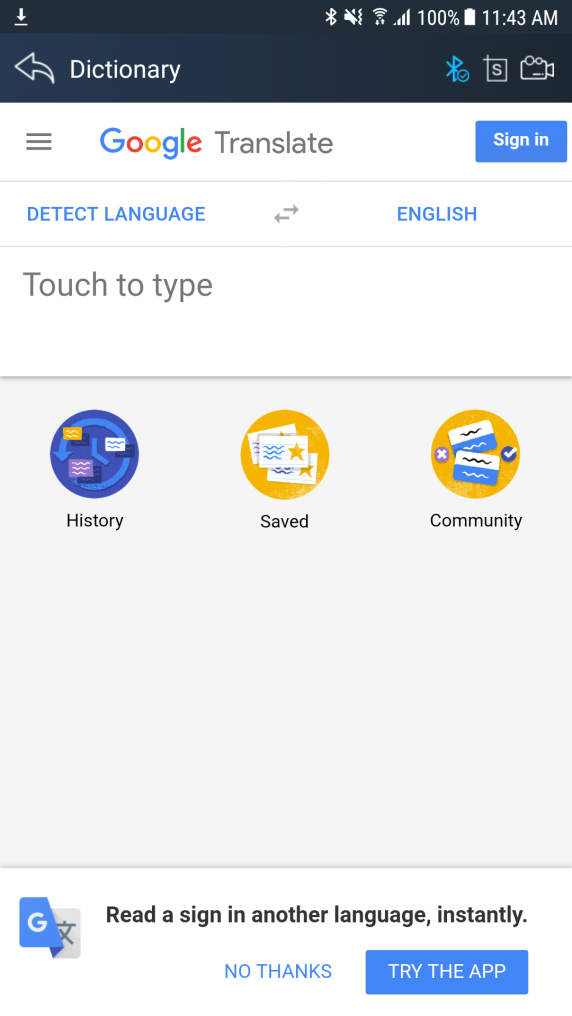 100% 11:43 AM
Dictionary
S
Google Translate
Sign in
DETECT LANGUAGE
ENGLISH
Touch to type
History
Saved
Community
G 文
Read a sign in another language, instantly.
NO THANKS
TRY THE APP